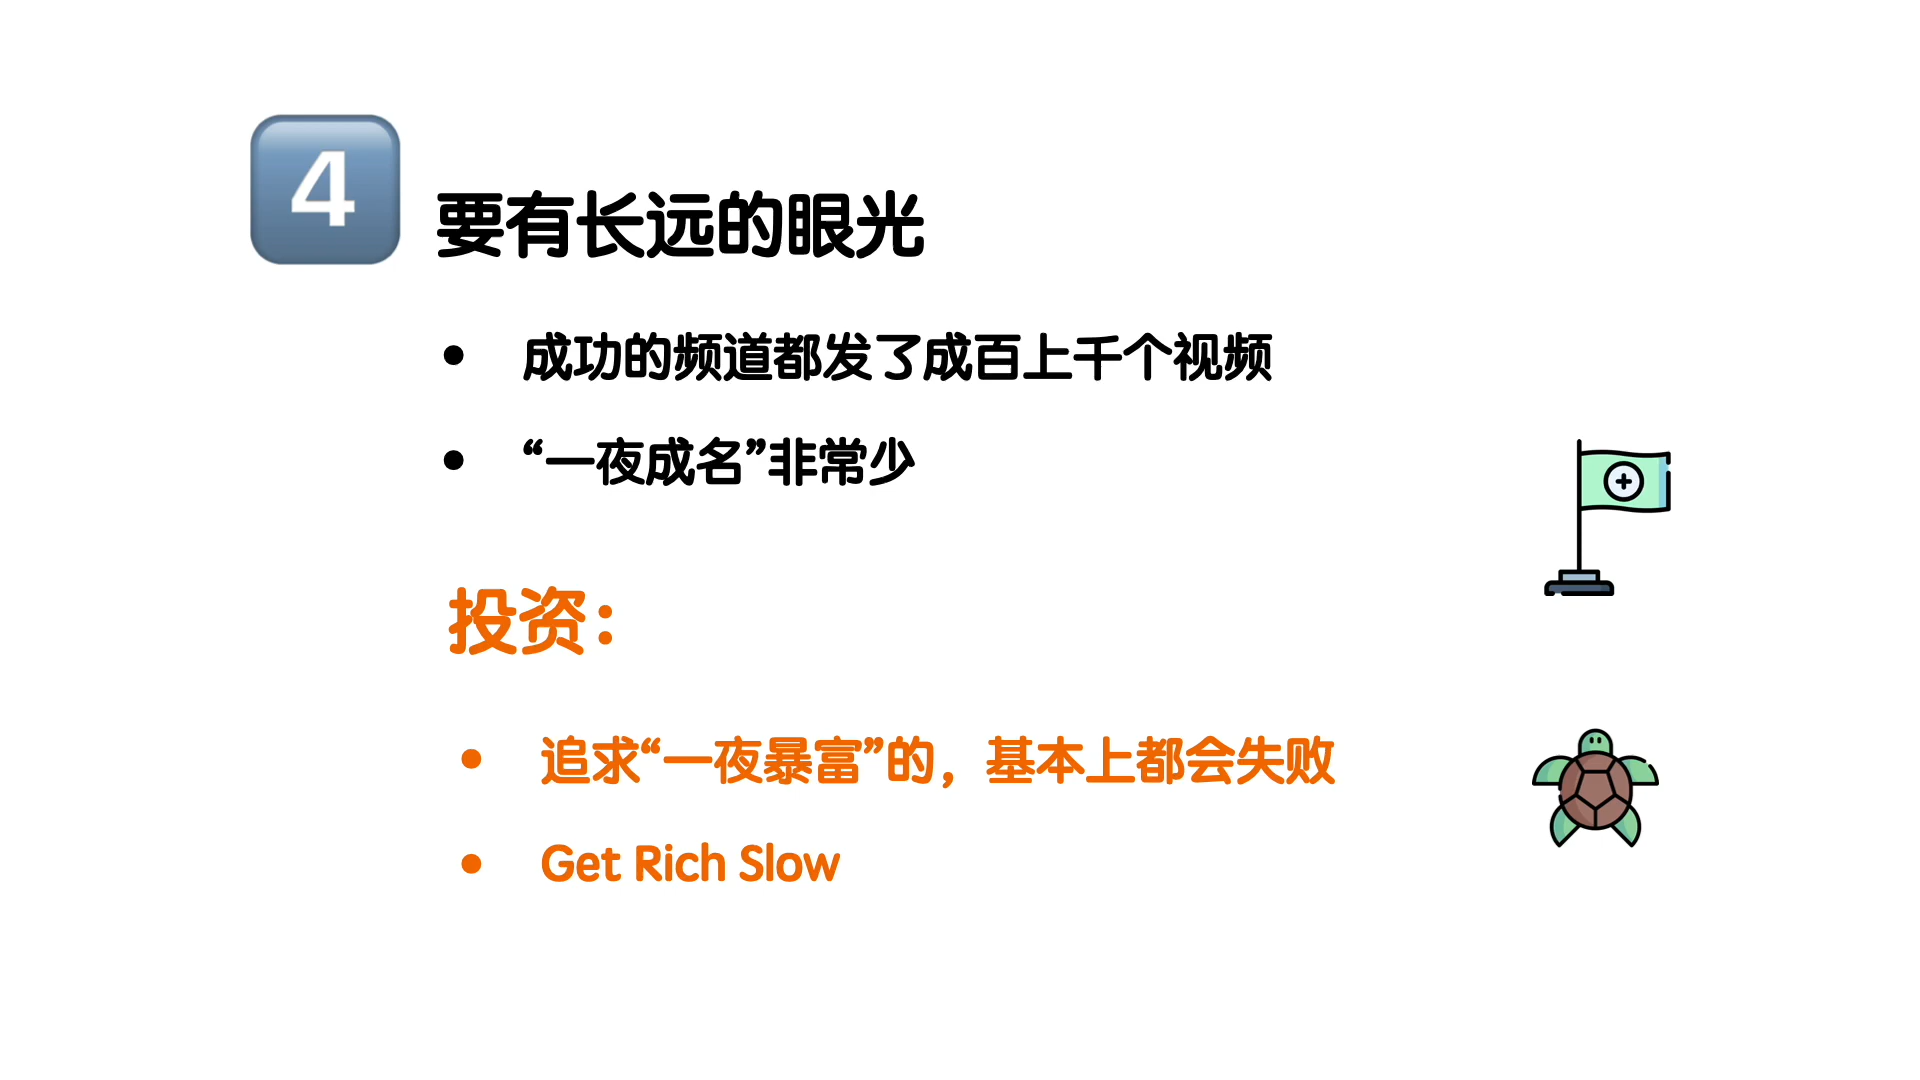 4
要有长远的眼光
• 成功的频道都发了成百上千个视频
• “一夜成名”非常少
投资：
• 追求“一夜暴富”的，基本上都会失败
• Get Rich Slow